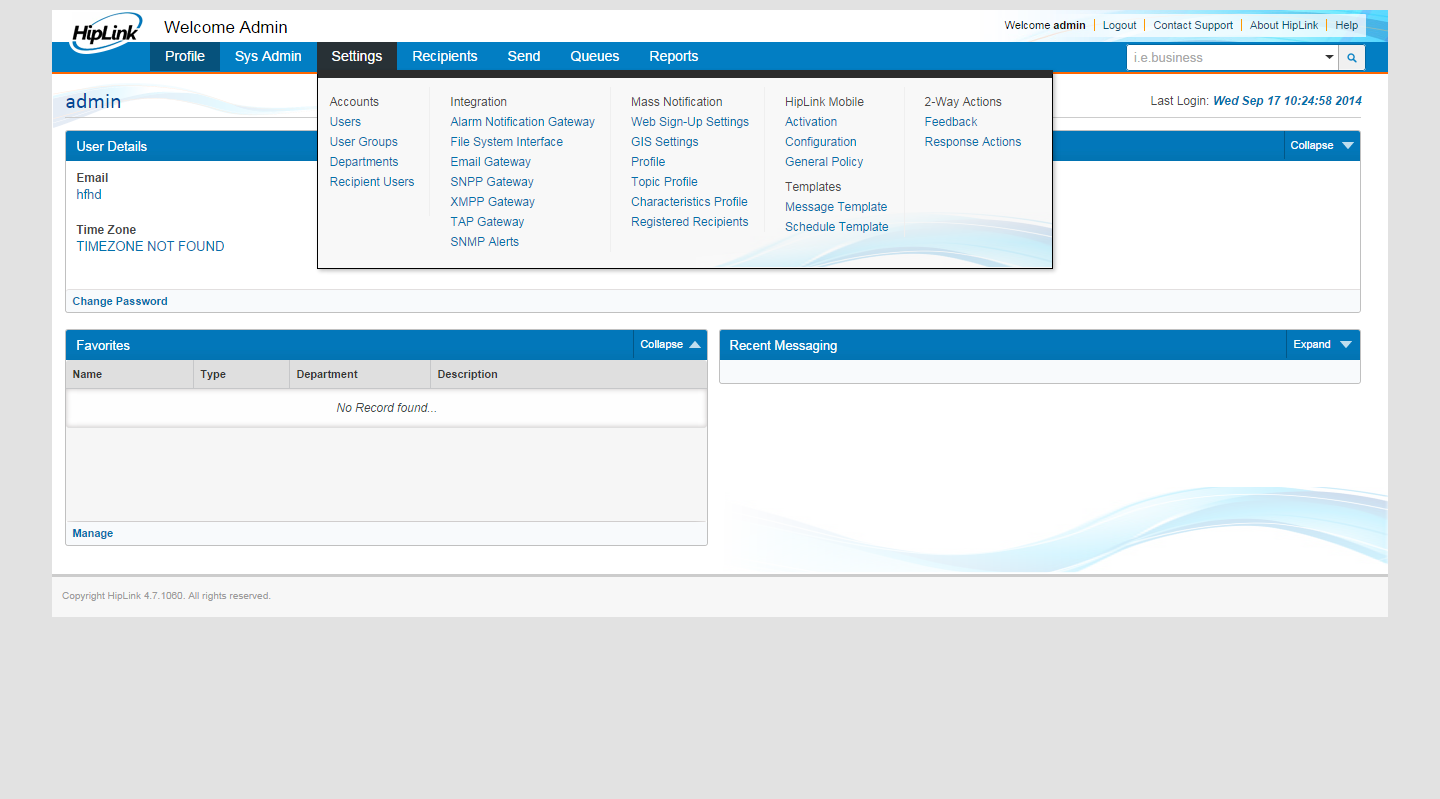 HipLink
Welcome Admin
Welcome admin Logout Contact Support About HipLink Help
Profile Sys Admin Settings Recipients Send Queues Reports
i.e.business
admin
Last Login: Wed Sep 17 10:24:58 2014
Accounts
Users
User Groups
Departments
Recipient Users
Integration
Alarm Notification Gateway
File System Interface
Email Gateway
SNPP Gateway
XMPP Gateway
TAP Gateway
SNMP Alerts
Mass Notification
Web Sign-Up Settings
GIS Settings
Profile
Topic Profile
Characteristics Profile
Registered Recipients
HipLink Mobile
Activation
Configuration
General Policy
Templates
Message Template
Schedule Template
2-Way Actions
Feedback
Response Actions
User Details
Collapse
Email
hfhd
Time Zone
TIMEZONE NOT FOUND
Change Password
Favorites
Collapse
Name Type Department Description
No Record found...
Manage
Recent Messaging
Expand
Copyright HipLink 4.7.1060. All rights reserved.